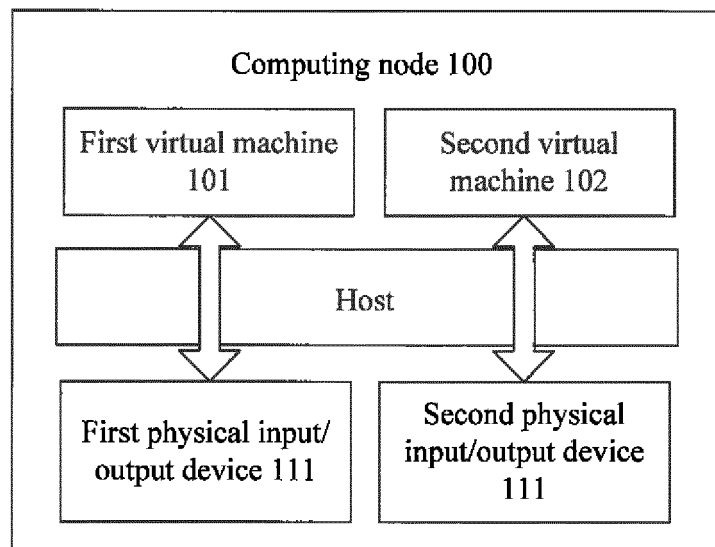 Computing node 100
First virtual machine
101
Second virtual
machine 102
Host
First physical input/
output device 111
Second physical
input/output device
111